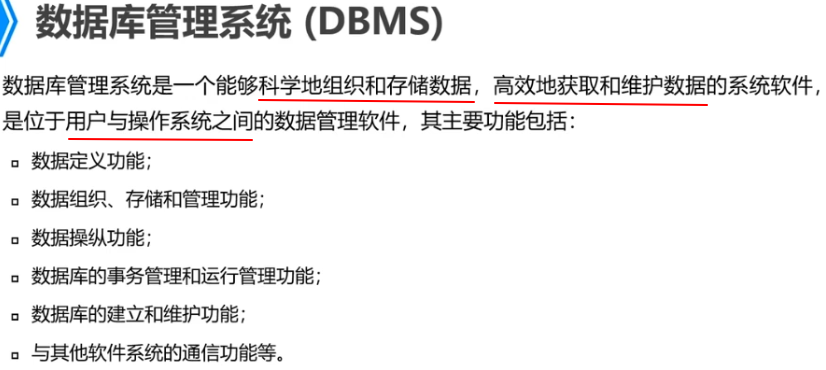 数据库管理系统 (DBMS)
数据库管理系统是一个能够科学地组织和存储数据，高效地获取和维护数据的系统软件，
是位于用户与操作系统之间的数据管理软件，其主要功能包括：
数据定义功能；
数据组织、存储和管理功能；
数据操纵功能；
数据库的事务管理和运行管理功能；
数据库的建立和维护功能；
与其他软件系统的通信功能等。